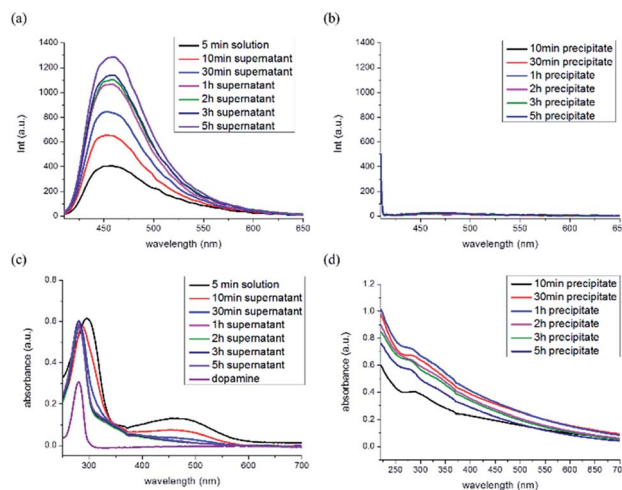 (a)
1400
1200
1000
800
600
400
200
0
Int (a.u.)
450 500 550 600 650
wavelength (nm)
5 min solution
10min supernatant
30min supernatant
1h supernatant
2h supernatant
3h supernatant
5h supernatant
(b)
1400
1200
1000
800
600
400
200
0
Int (a.u.)
450 500 550 600 650
wavelength (nm)
10min precipitate
30min precipitate
1h precipitate
2h precipitate
3h precipitate
5h precipitate
(c)
0.8
0.6
0.4
0.2
0.0
absorbance (a.u.)
300 400 500 600 700
wavelength (nm)
5 min solution
10min supernatant
30min supernatant
1h supernatant
2h supernatant
3h supernatant
5h supernatant
dopamine
(d)
1.2
1.0
0.8
0.6
0.4
0.2
0.0
absorbance (a.u.)
250 300 350 400 450 500 550 600 650 700
wavelength (nm)
10min precipitate
30min precipitate
1h precipitate
2h precipitate
3h precipitate
5h precipitate